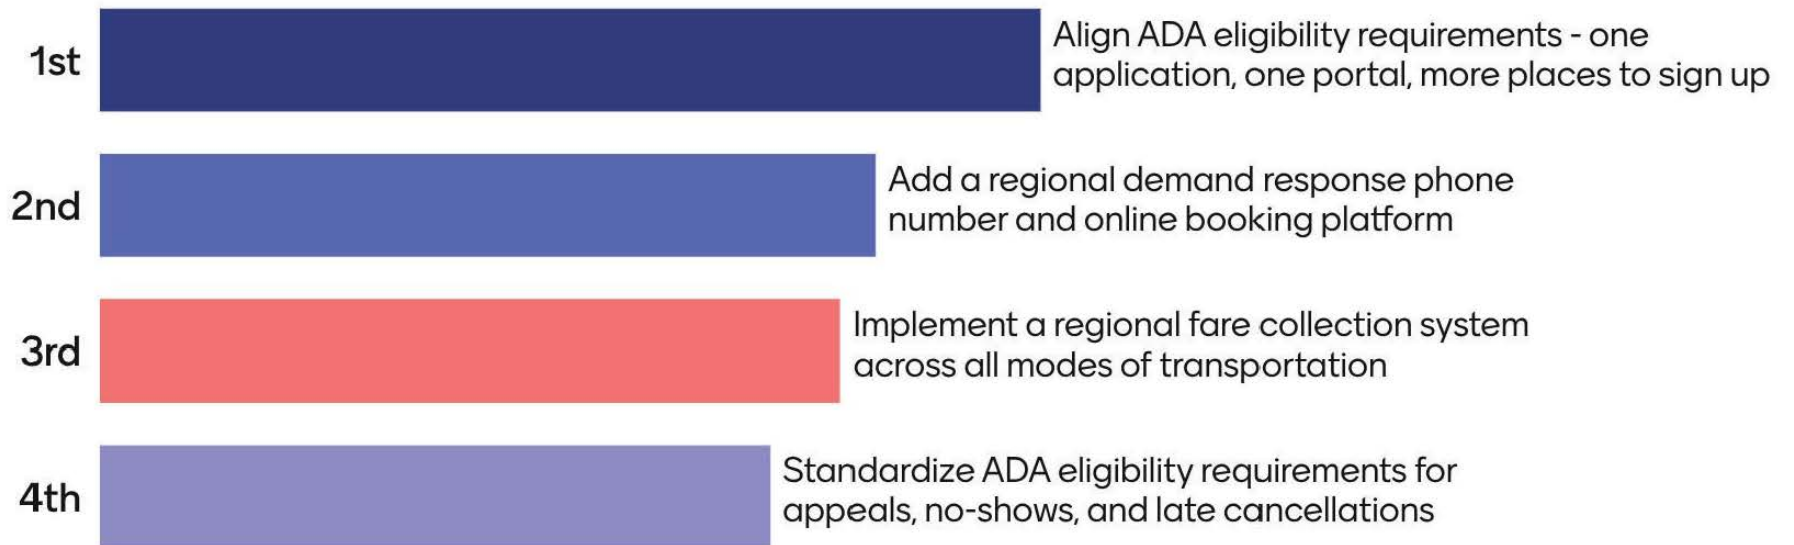 1st
Align ADA eligibility requirements - one
application, one portal, more places to sign up
2nd
Add a regional demand response phone
number and online booking platform
3rd
Implement a regional fare collection system
across all modes of transportation
4th
Standardize ADA eligibility requirements for
appeals, no-shows, and late cancellations